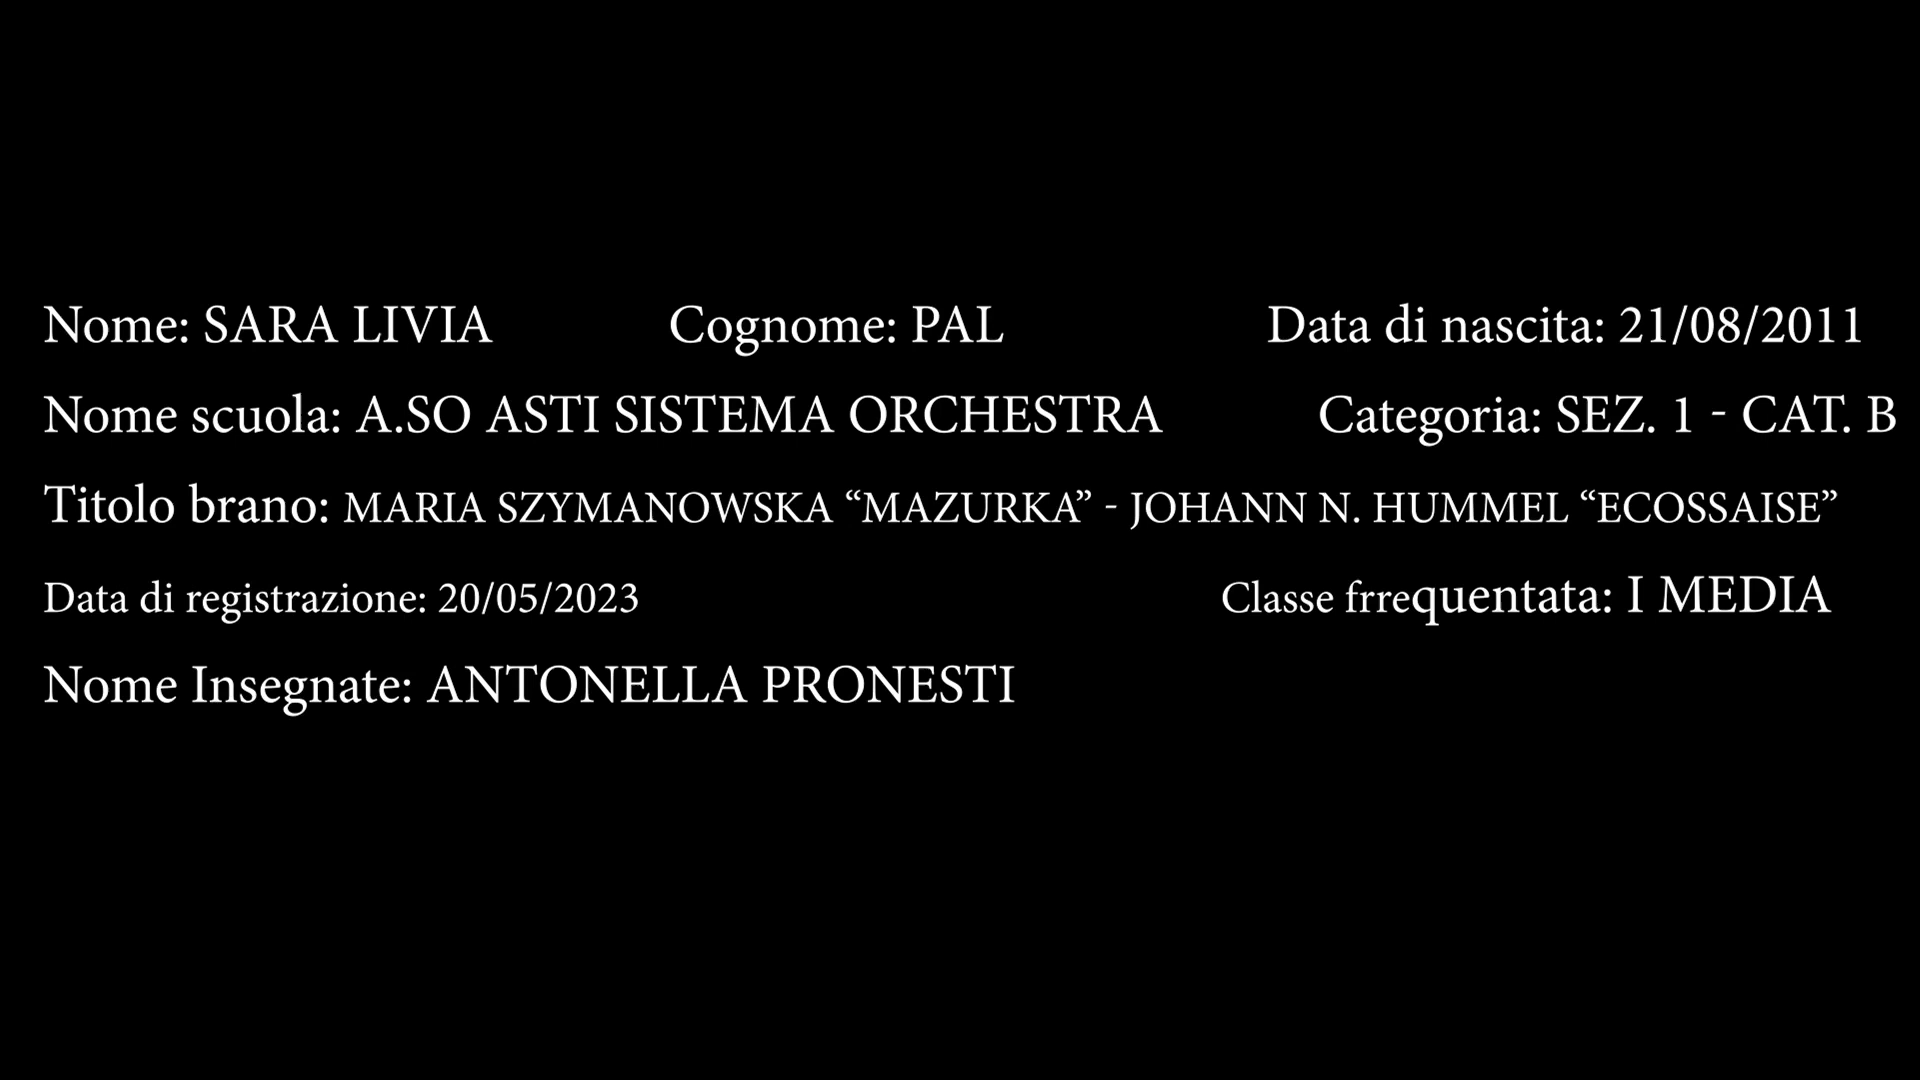 Nome: SARA LIVIA Cognome: PAL Data di nascita: 21/08/2011
Nome scuola: A.SO ASTI SISTEMA ORCHESTRA Categoria: SEZ. 1 - CAT. B
Titolo brano: MARIA SZYMANOWSKA “MAZURKA” - JOHANN N. HUMMEL “ECOSSAISE”
Data di registrazione: 20/05/2023 Classe frrequentata: I MEDIA
Nome Insegnate: ANTONELLA PRONESTI